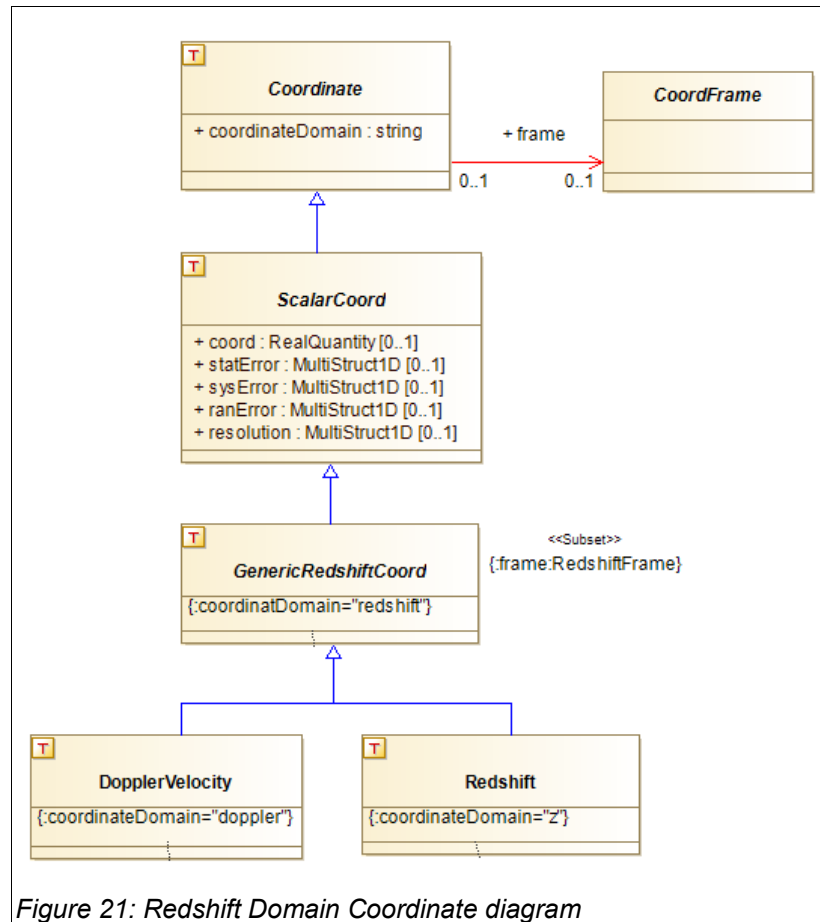 T
Coordinate
+ coordinateDomain : string
CoordFrame
+ frame
0..1
0..1
T
ScalarCoord
+ coord : RealQuantity [0..1]
+ statError : MultiStruct1D [0..1]
+ sysError : MultiStruct1D [0..1]
+ ranError : MultiStruct1D [0..1]
+ resolution : MultiStruct1D [0..1]
T
GenericRedshiftCoord
{:coordinatDomain="redshift"}
<<Subset>>
{:frame:RedshiftFrame}
T
DopplerVelocity
{:coordinateDomain="doppler"}
T
Redshift
{:coordinateDomain="z"}
Figure 21: Redshift Domain Coordinate diagram